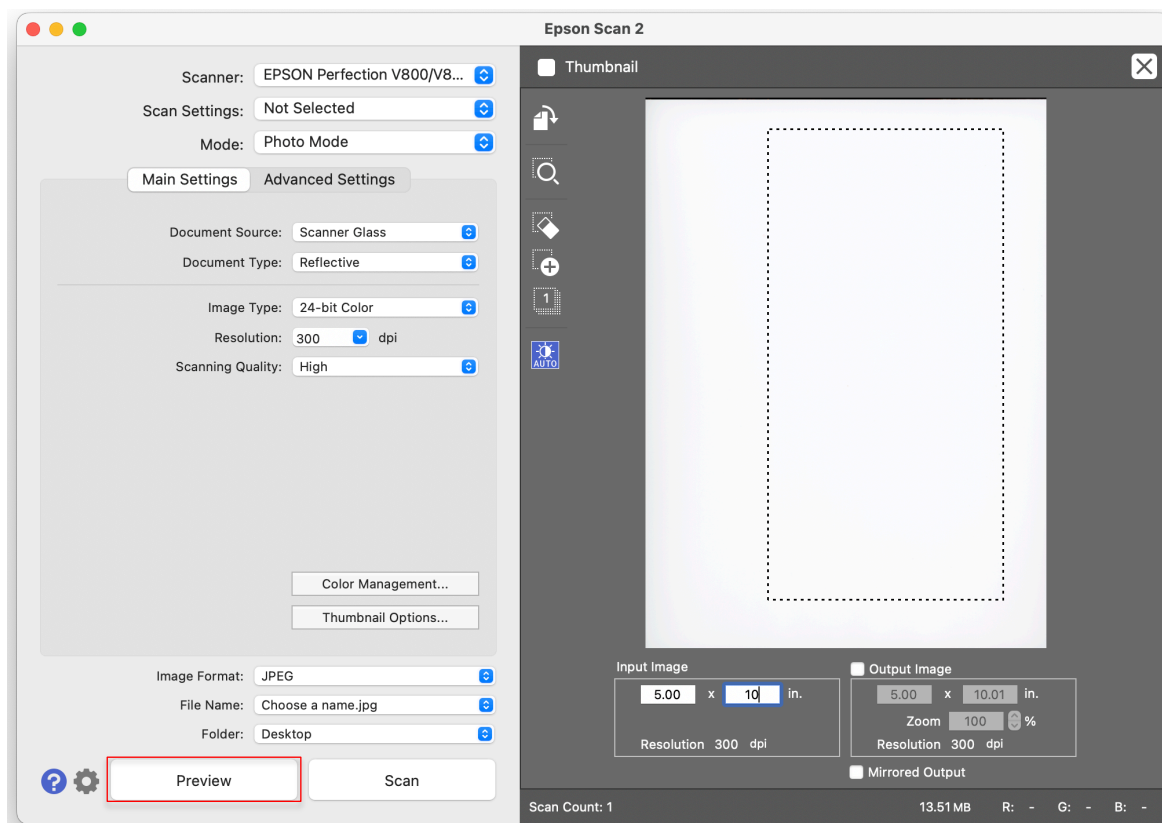 Epson Scan 2
Scanner: EPSON Perfection V800/V8...
Scan Settings: Not Selected
Mode: Photo Mode
Main Settings Advanced Settings
Document Source: Scanner Glass
Document Type: Reflective
Image Type: 24-bit Color
Resolution: 300 dpi
Scanning Quality: High
Color Management...
Thumbnail Options...
Image Format: JPEG
File Name: Choose a name.jpg
Folder: Desktop
? Preview Scan
Thumbnail
1
AUTO
Input Image
5.00 x 10 in.
Resolution 300 dpi
Output Image
5.00 x 10.01 in.
Zoom 100 %
Resolution 300 dpi
Mirrored Output
Scan Count: 1 13.51 MB R: - G: - B: -